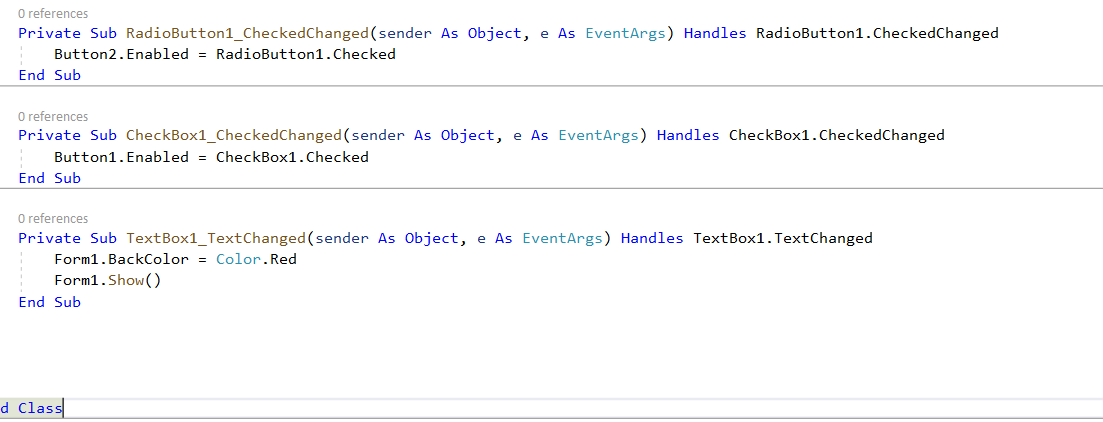 0 references
Private Sub RadioButton1_CheckedChanged(sender As Object, e As EventArgs) Handles RadioButton1.CheckedChanged
Button2.Enabled = RadioButton1.Checked
End Sub
0 references
Private Sub CheckBox1_CheckedChanged(sender As Object, e As EventArgs) Handles CheckBox1.CheckedChanged
Button1.Enabled = CheckBox1.Checked
End Sub
0 references
Private Sub TextBox1_TextChanged(sender As Object, e As EventArgs) Handles TextBox1.TextChanged
Form1.BackColor = Color.Red
Form1.Show()
End Sub
d Class